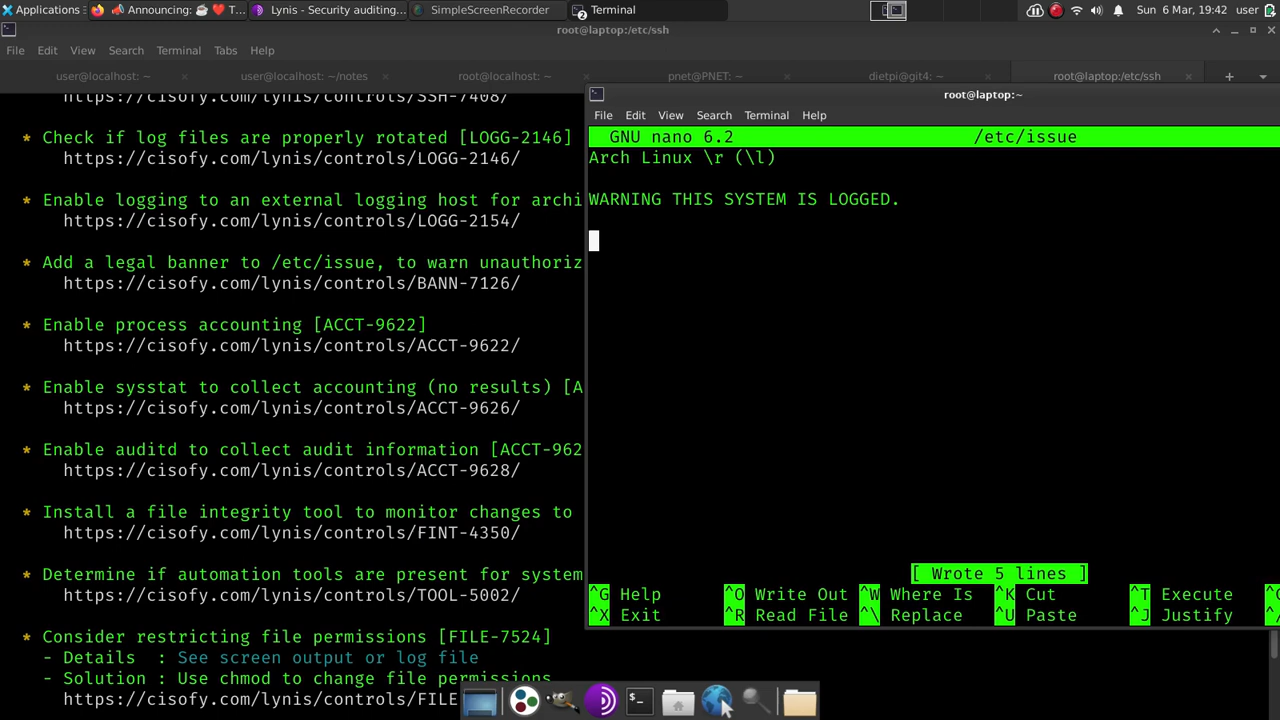 Applications
Announcing: ☕ ❤ T...
Lynis - Security auditing...
SimpleScreenRecorder
2
Terminal
Sun 6 Mar, 19:42
user
root@laptop:/etc/ssh
File Edit View Search Terminal Tabs Help
user@localhost: ~
user@localhost: ~/notes
root@localhost: ~
pnet@PNET: ~
dietpi@git4: ~
root@laptop:/etc/ssh
https://cisofy.com/lynis/controls/SSH-7408/
* Check if log files are properly rotated [LOGG-2146]
https://cisofy.com/lynis/controls/LOGG-2146/
* Enable logging to an external logging host for archi
https://cisofy.com/lynis/controls/LOGG-2154/
* Add a legal banner to /etc/issue, to warn unauthoriz
https://cisofy.com/lynis/controls/BANN-7126/
* Enable process accounting [ACCT-9622]
https://cisofy.com/lynis/controls/ACCT-9622/
* Enable sysstat to collect accounting (no results) [A
https://cisofy.com/lynis/controls/ACCT-9626/
* Enable auditd to collect audit information [ACCT-962
https://cisofy.com/lynis/controls/ACCT-9628/
* Install a file integrity tool to monitor changes to
https://cisofy.com/lynis/controls/FINT-4350/
* Determine if automation tools are present for system
https://cisofy.com/lynis/controls/TOOL-5002/
* Consider restricting file permissions [FILE-7524]
- Details : See screen output or log file
- Solution : Use chmod to change file permissions
https://cisofy.com/lynis/controls/FILE
root@laptop:~
File Edit View Search Terminal Help
GNU nano 6.2 /etc/issue
Arch Linux \r (\l)
WARNING THIS SYSTEM IS LOGGED.
[ Wrote 5 lines ]
^G Help ^O Write Out ^W Where Is ^K Cut ^T Execute
^X Exit ^R Read File ^\ Replace ^U Paste ^J Justify